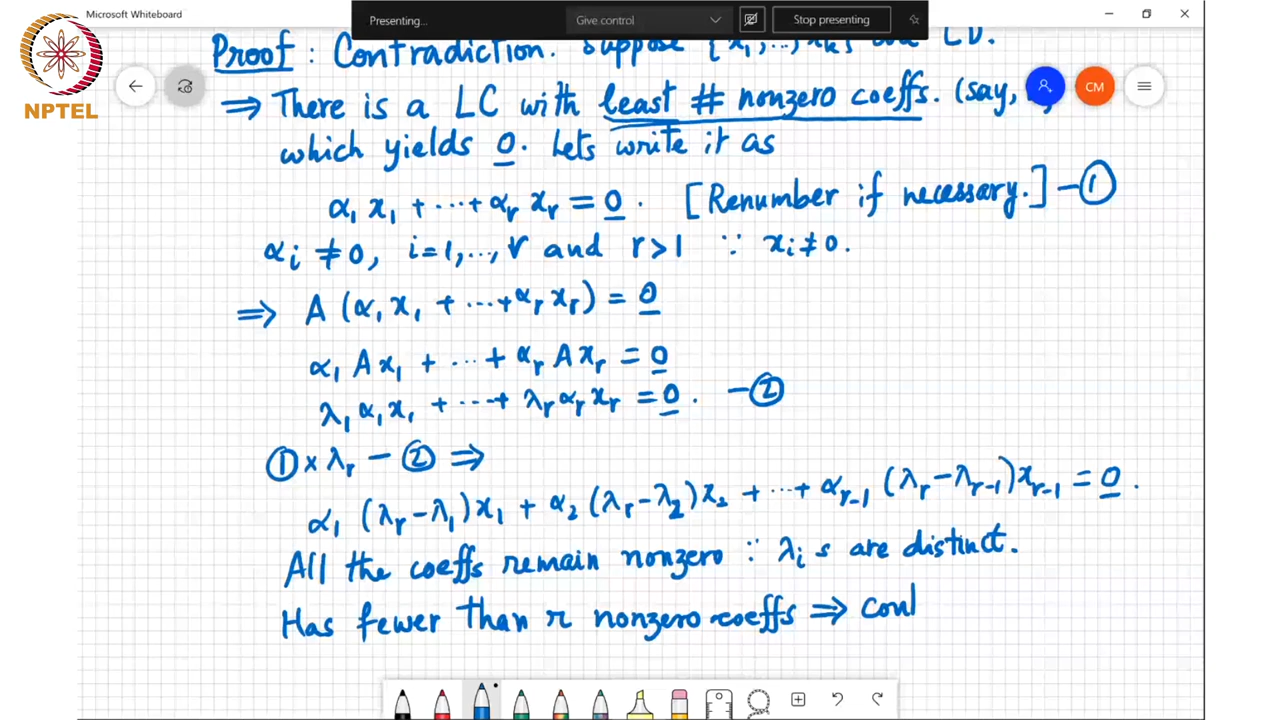 Microsoft Whiteboard
Presenting...
Give control
Stop presenting
NPTEL
CM
Proof : Contradiction. Suppose {x₁,...,xₖ} are LD.
⇒ There is a LC with least # nonzero coeffs. (say,
which yields 0. Lets write it as
α₁ x₁ + ... + αᵣ xᵣ = 0. [Renumber if necessary.] - ①
αᵢ ≠ 0, i=1,..., r and r > 1 ∵ xᵢ ≠ 0.
⇒ A (α₁ x₁ + ... + αᵣ xᵣ) = 0
α₁ A x₁ + ... + αᵣ A xᵣ = 0
λ₁ α₁ x₁ + ... + λᵣ αᵣ xᵣ = 0. - ②
① x λᵣ - ② ⇒
α₁ (λᵣ - λ₁) x₁ + α₂ (λᵣ - λ₂) x₂ + ... + αᵣ₋₁ (λᵣ - λᵣ₋₁) xᵣ₋₁ = 0.
All the coeffs remain nonzero ∵ λᵢ s are distinct.
Has fewer than r nonzero coeffs ⇒ con